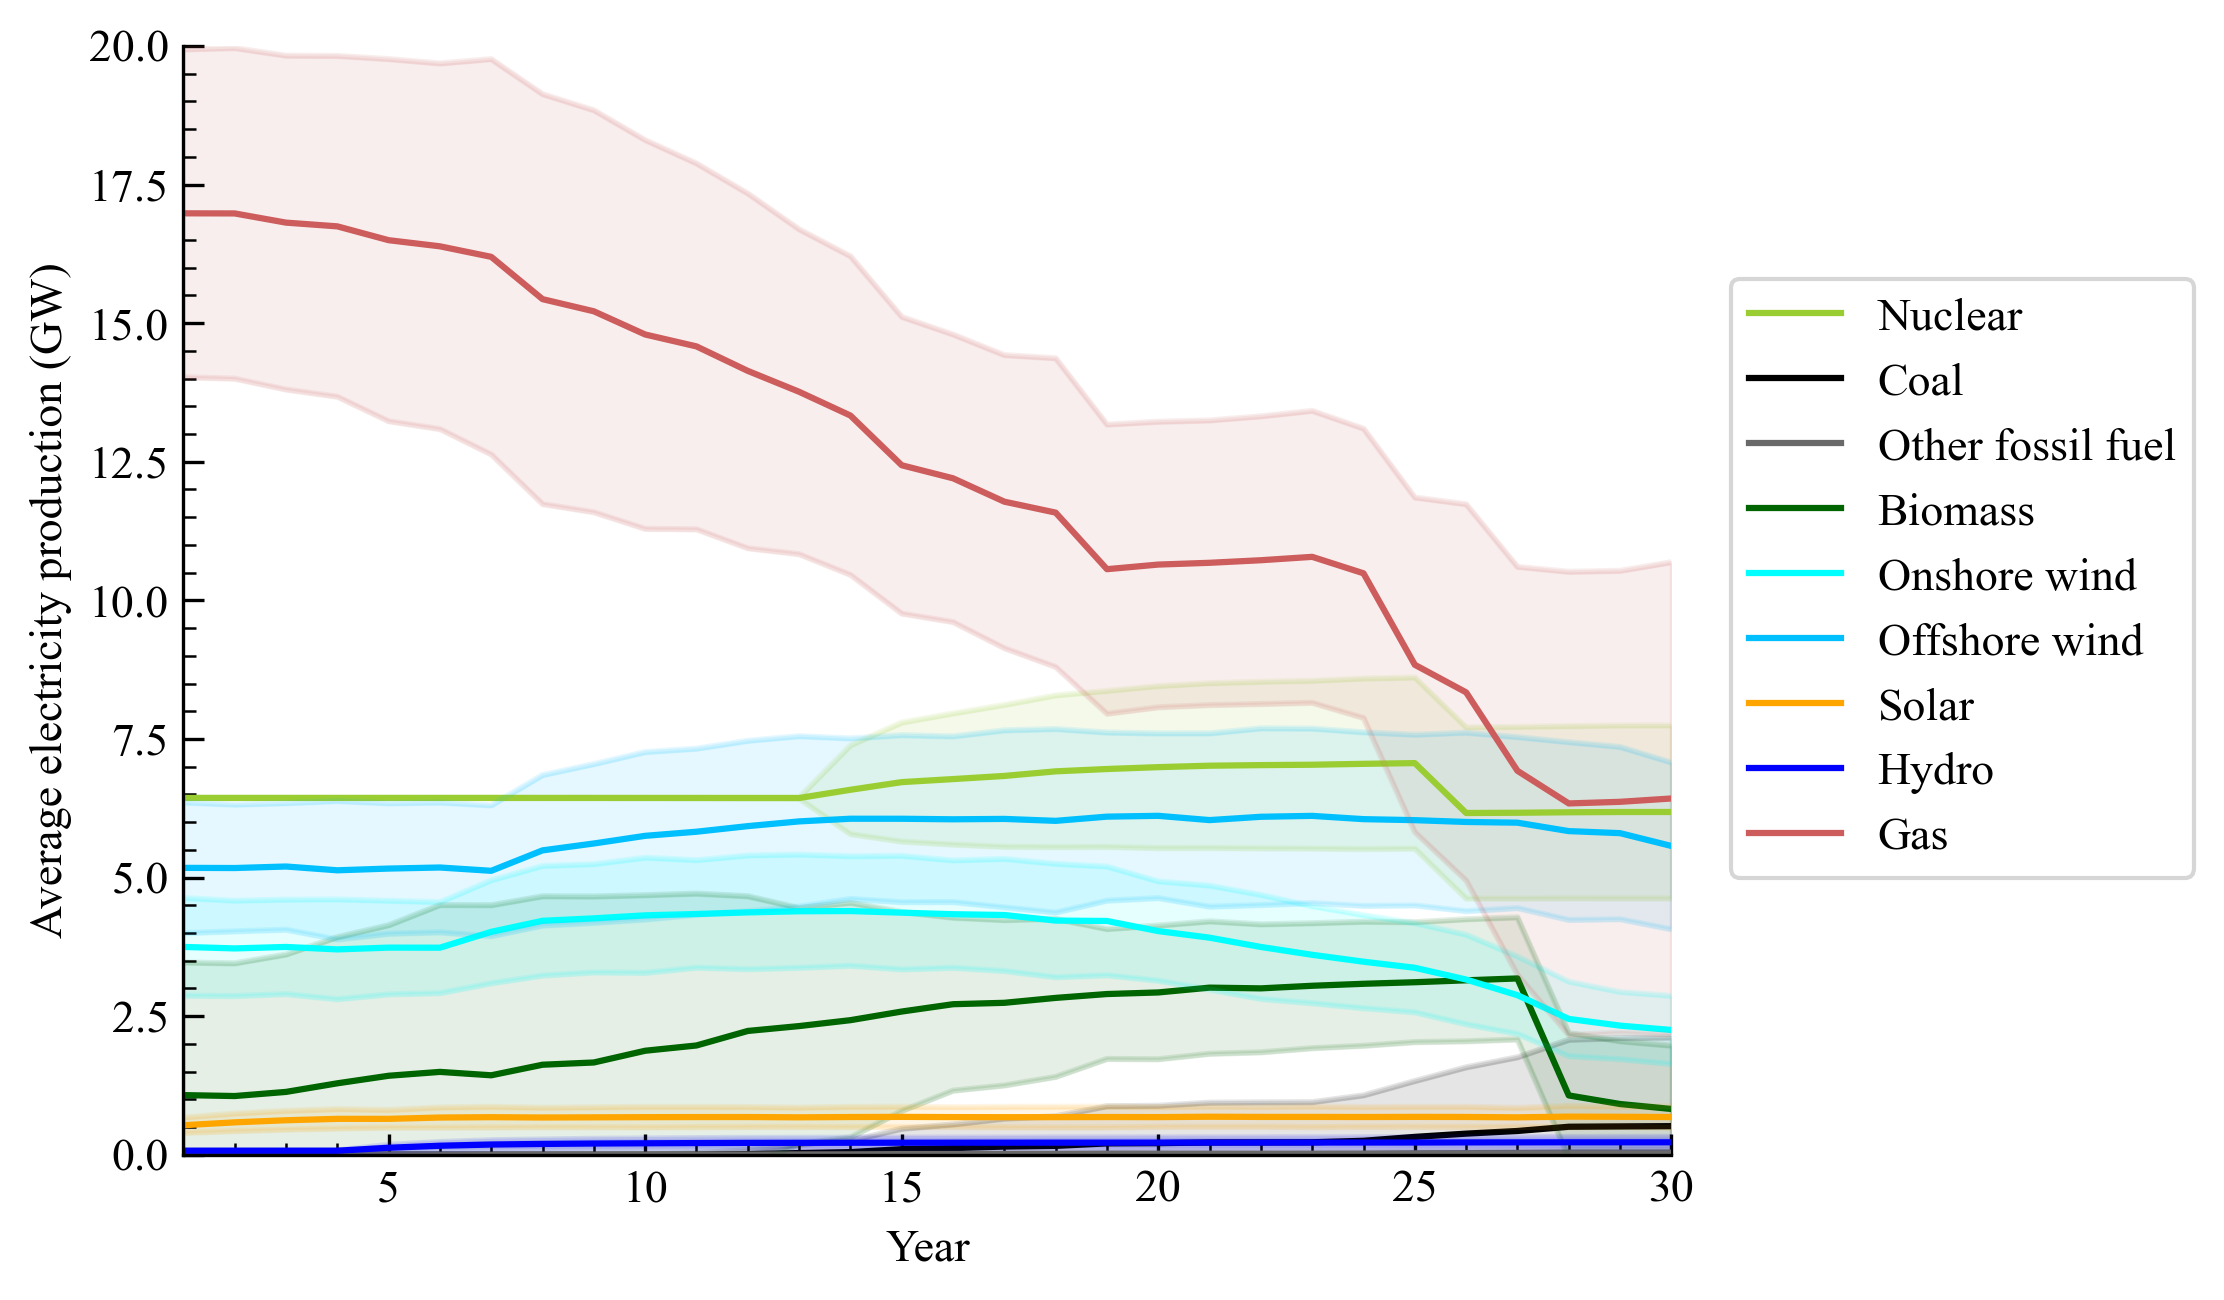 Average electricity production (GW)
20.0
17.5
15.0
12.5
10.0
7.5
5.0
2.5
0.0
5
10
15
20
25
30
Year
Nuclear
Coal
Other fossil fuel
Biomass
Onshore wind
Offshore wind
Solar
Hydro
Gas